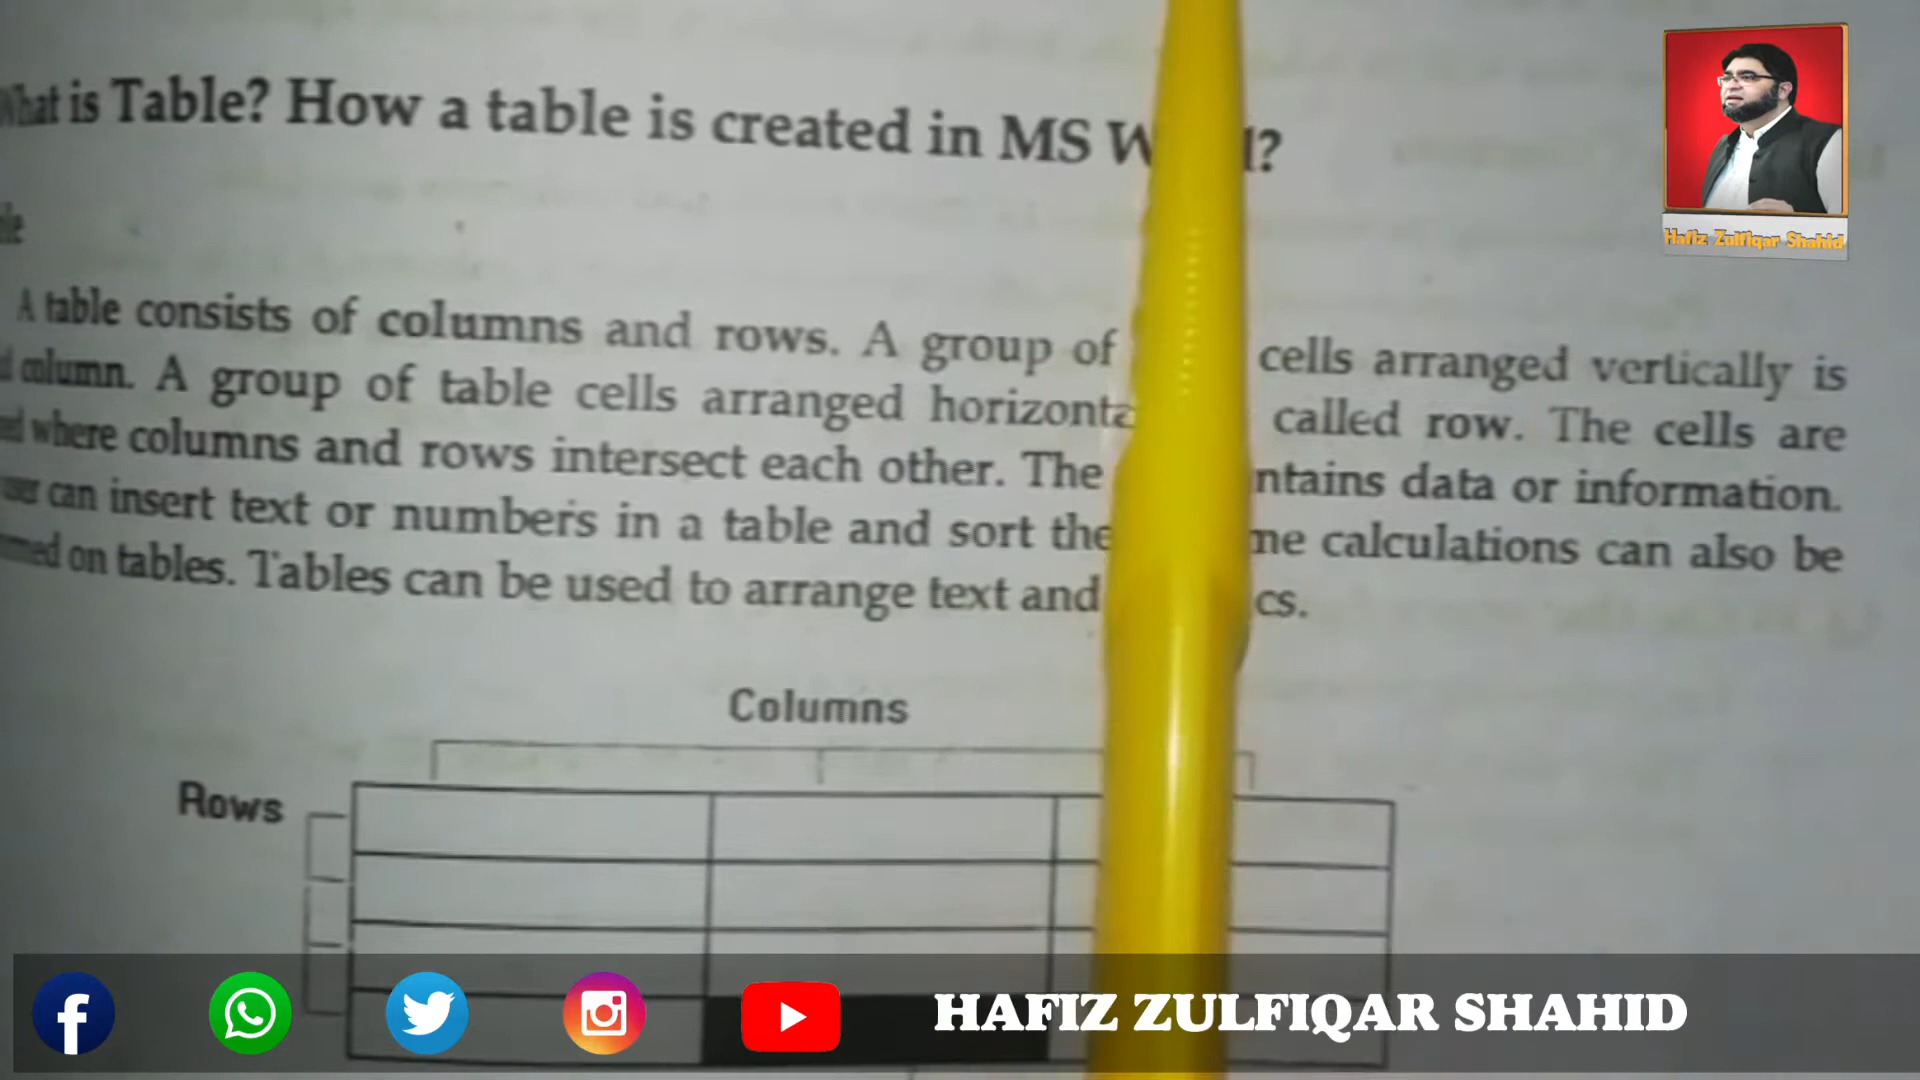 What is Table? How a table is created in MS W
Hafiz Zulfiqar Shahid
A table consists of columns and rows. A group of cells arranged vertically is
column. A group of table cells arranged horizonta called row. The cells are
where columns and rows intersect each other. The ntains data or information.
user can insert text or numbers in a table and sort the me calculations can also be
on tables. Tables can be used to arrange text and cs.
Columns
Rows
HAFIZ ZULFIQAR SHAHID